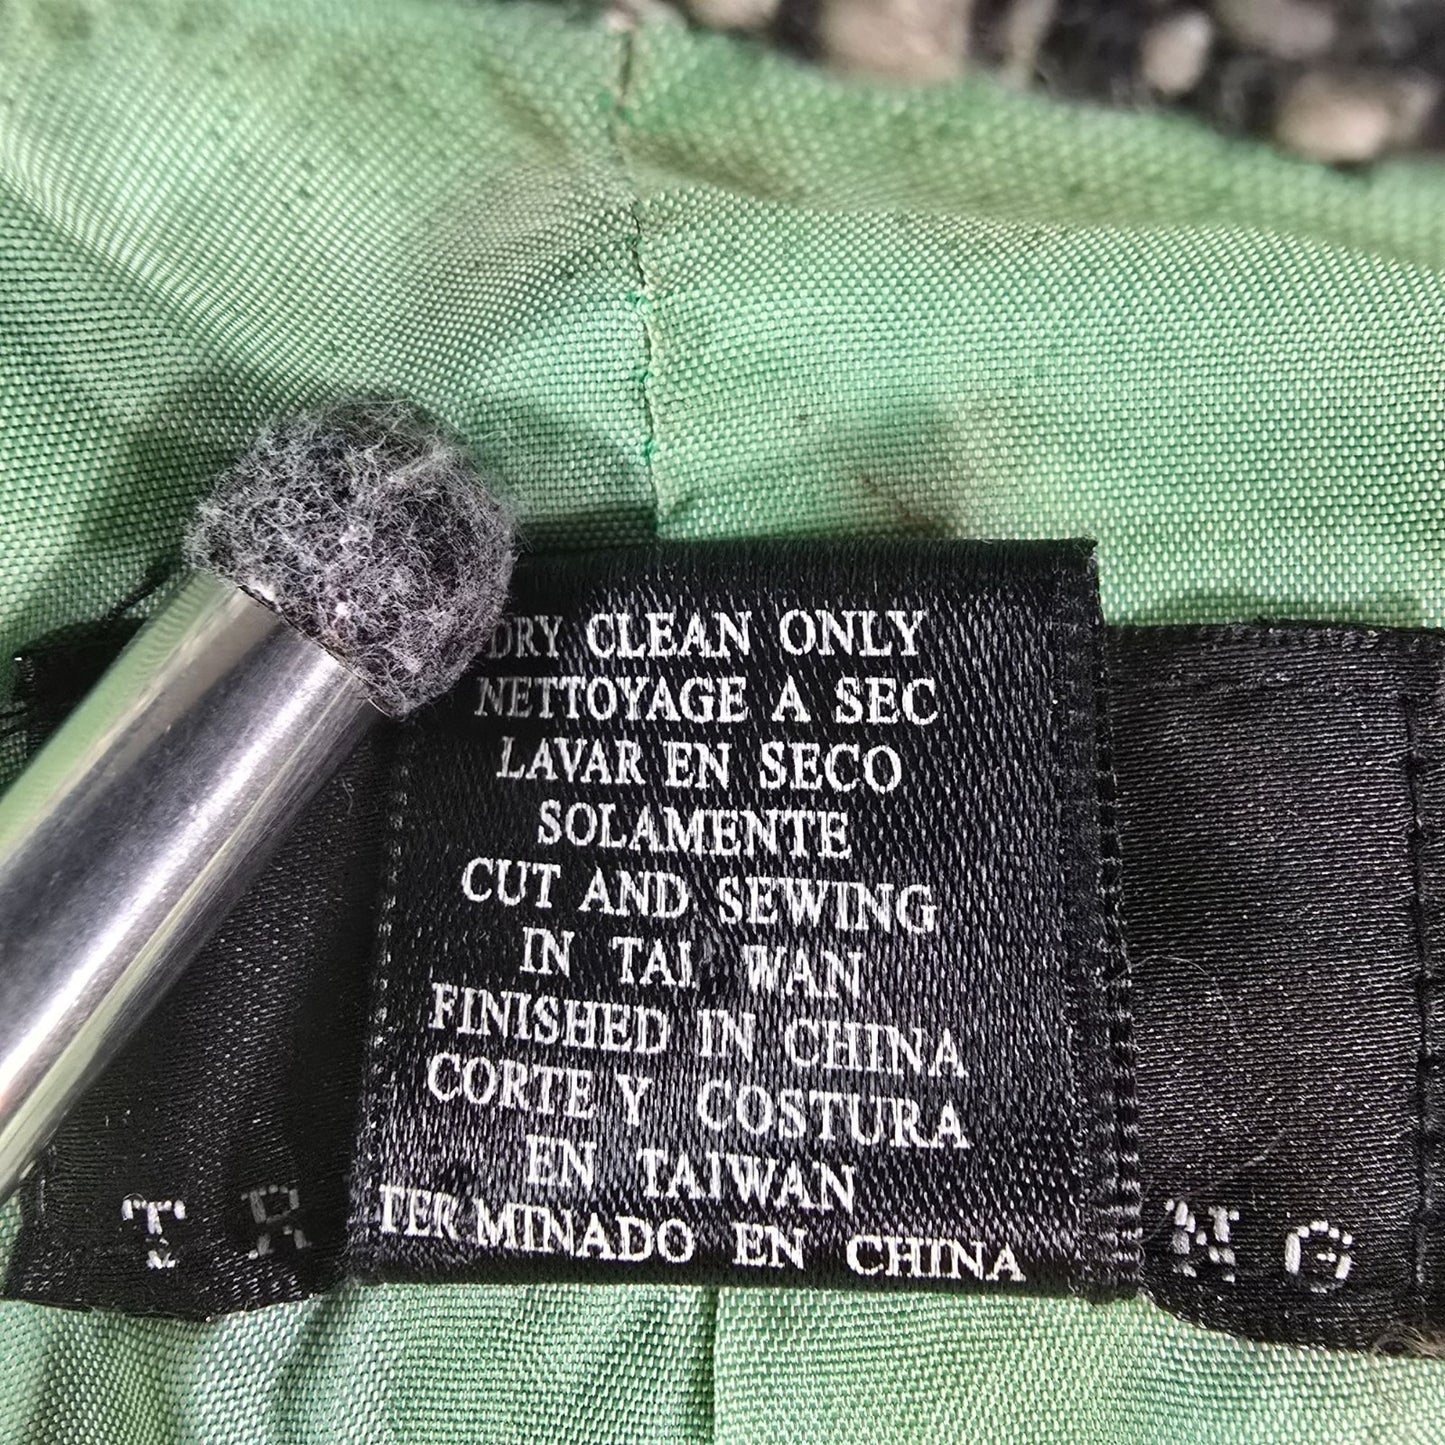 DRY CLEAN ONLY
NETTOYAGE A SEC
LAVAR EN SECO
SOLAMENTE
CUT AND SEWING
IN TAI WAN
FINISHED IN CHINA
CORTE Y COSTURA
EN TAIWAN
TERMINADO EN CHINA
T R
N G